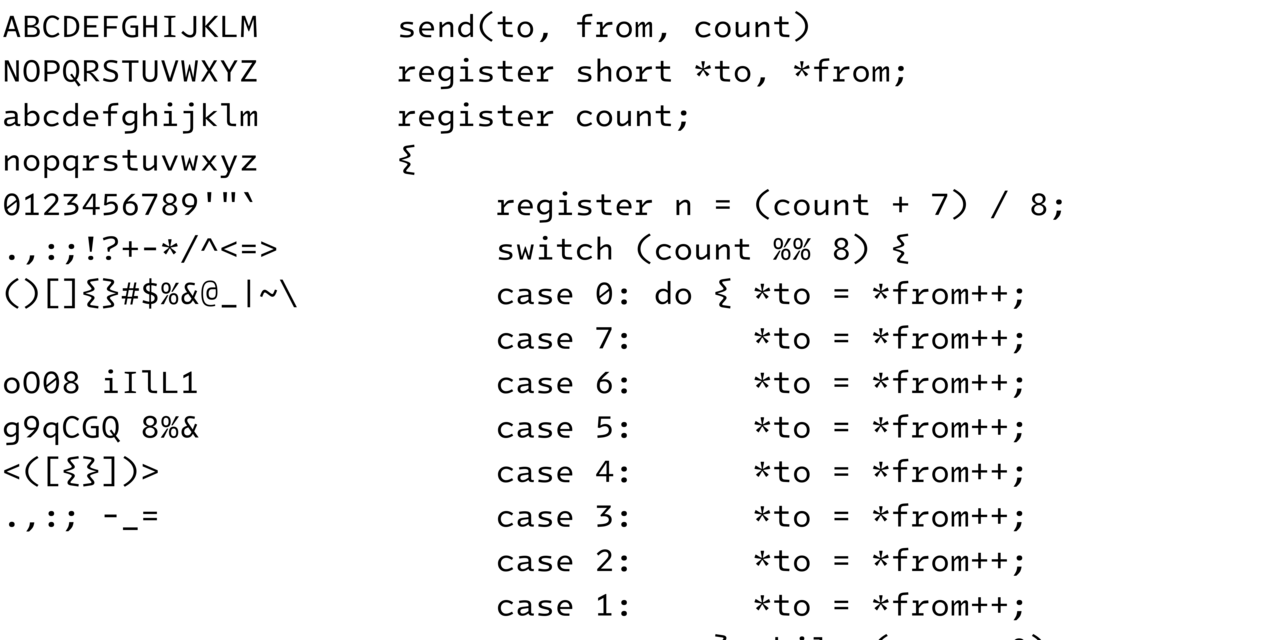 ABCDEFGHIJKLM
NOPQRSTUVWXYZ
abcdefghijklm
nopqrstuvwxyz
0123456789'"`
.,:;!?+-*/^<=>
()[]{}#$%&@_|~\
oO08 iIlL1
g9qCGQ 8%&
<([{}])>
.,:; -_=
send(to, from, count)
register short *to, *from;
register count;
{
    register n = (count + 7) / 8;
    switch (count %% 8) {
    case 0: do { *to = *from++;
    case 7:      *to = *from++;
    case 6:      *to = *from++;
    case 5:      *to = *from++;
    case 4:      *to = *from++;
    case 3:      *to = *from++;
    case 2:      *to = *from++;
    case 1:      *to = *from++;